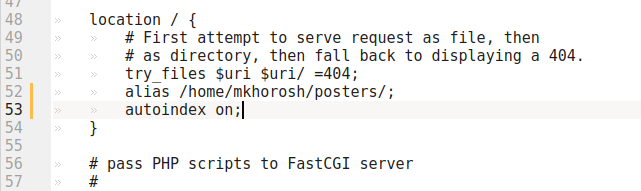 47
48 location / {
49 # First attempt to serve request as file, then
50 # as directory, then fall back to displaying a 404.
51 try_files $uri $uri/ =404;
52 alias /home/mkhorosh/posters/;
53 autoindex on;
54 }
55
56 # pass PHP scripts to FastCGI server
57 #